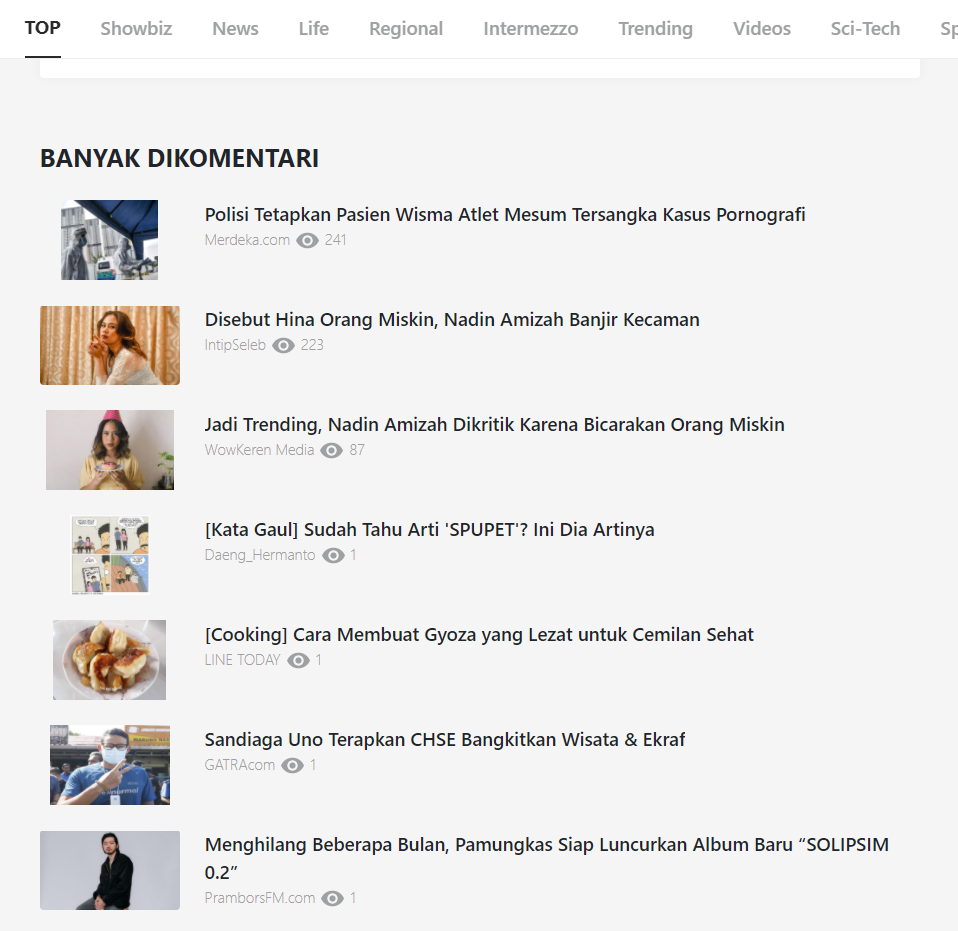 TOP Showbiz News Life Regional Intermezzo Trending Videos Sci-Tech Sp
BANYAK DIKOMENTARI
Polisi Tetapkan Pasien Wisma Atlet Mesum Tersangka Kasus Pornografi
Merdeka.com 241
Disebut Hina Orang Miskin, Nadin Amizah Banjir Kecaman
IntipSeleb 223
Jadi Trending, Nadin Amizah Dikritik Karena Bicarakan Orang Miskin
WowKeren Media 87
[Kata Gaul] Sudah Tahu Arti 'SPUPET'? Ini Dia Artinya
Daeng_Hermanto 1
[Cooking] Cara Membuat Gyoza yang Lezat untuk Cemilan Sehat
LINE TODAY 1
Sandiaga Uno Terapkan CHSE Bangkitkan Wisata & Ekraf
GATRAcom 1
Menghilang Beberapa Bulan, Pamungkas Siap Luncurkan Album Baru “SOLIPSIM
0.2”
PramborsFM.com 1